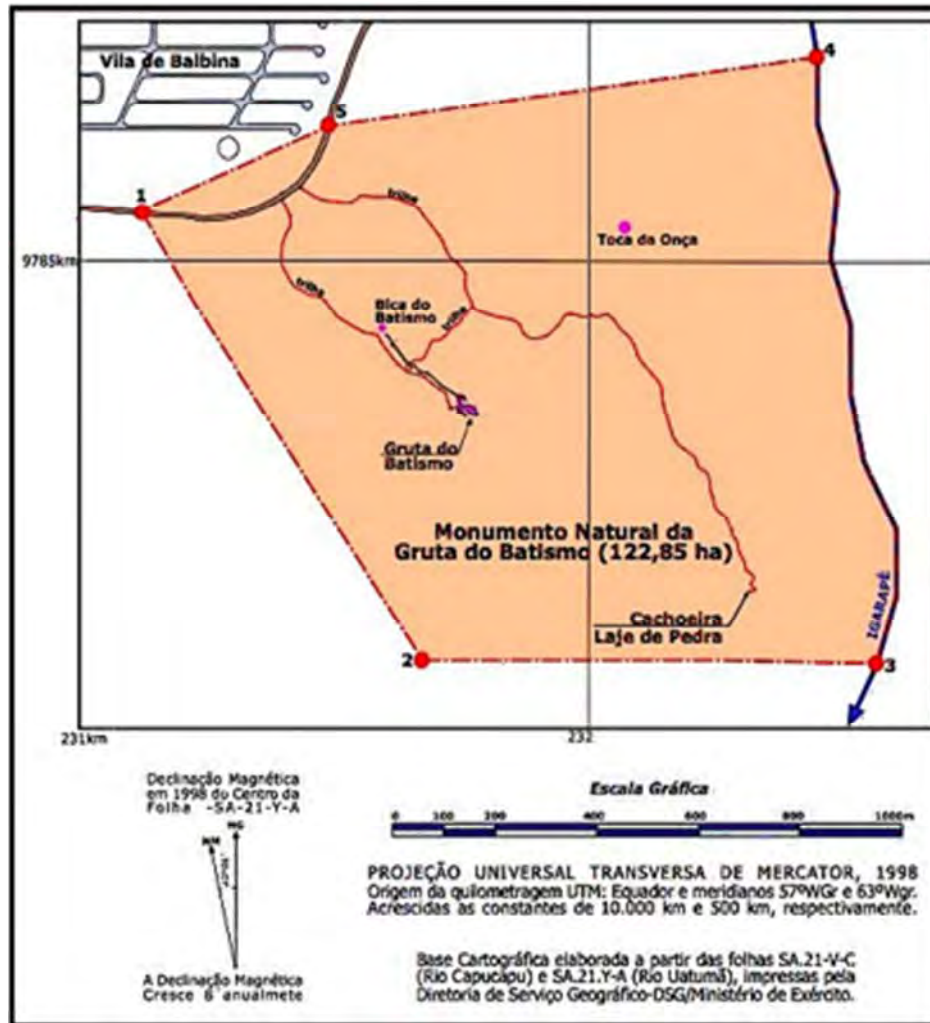 Vila de Balbina
4
5
1
trilha
Toca da Onça
9785km
trilha
Bica do
Batismo
trilha
Gruta do
Batismo
Monumento Natural da
Gruta do Batismo (122,85 ha)
IGARAPÉ
Cachoeira
Laje de Pedra
2
3
231km
232
Declinação Magnética
em 1998 do Centro da
Folha -SA-21-Y-A
NM
NG
A Declinação Magnética
Cresce 6 anualmete
Escala Gráfica
0 100 200 400 600 800 1000m
PROJEÇÃO UNIVERSAL TRANSVERSA DE MERCATOR, 1998
Origem da quilometragem UTM: Equador e meridianos 57ºWGr e 63ºWgr.
Acrescidas as constantes de 10.000 km e 500 km, respectivamente.
Base Cartográfica elaborada a partir das folhas SA.21-V-C
(Rio Capucapu) e SA.21.Y-A (Rio Uatumã), impressas pela
Diretoria de Serviço Geográfico-DSG/Ministério de Exército.